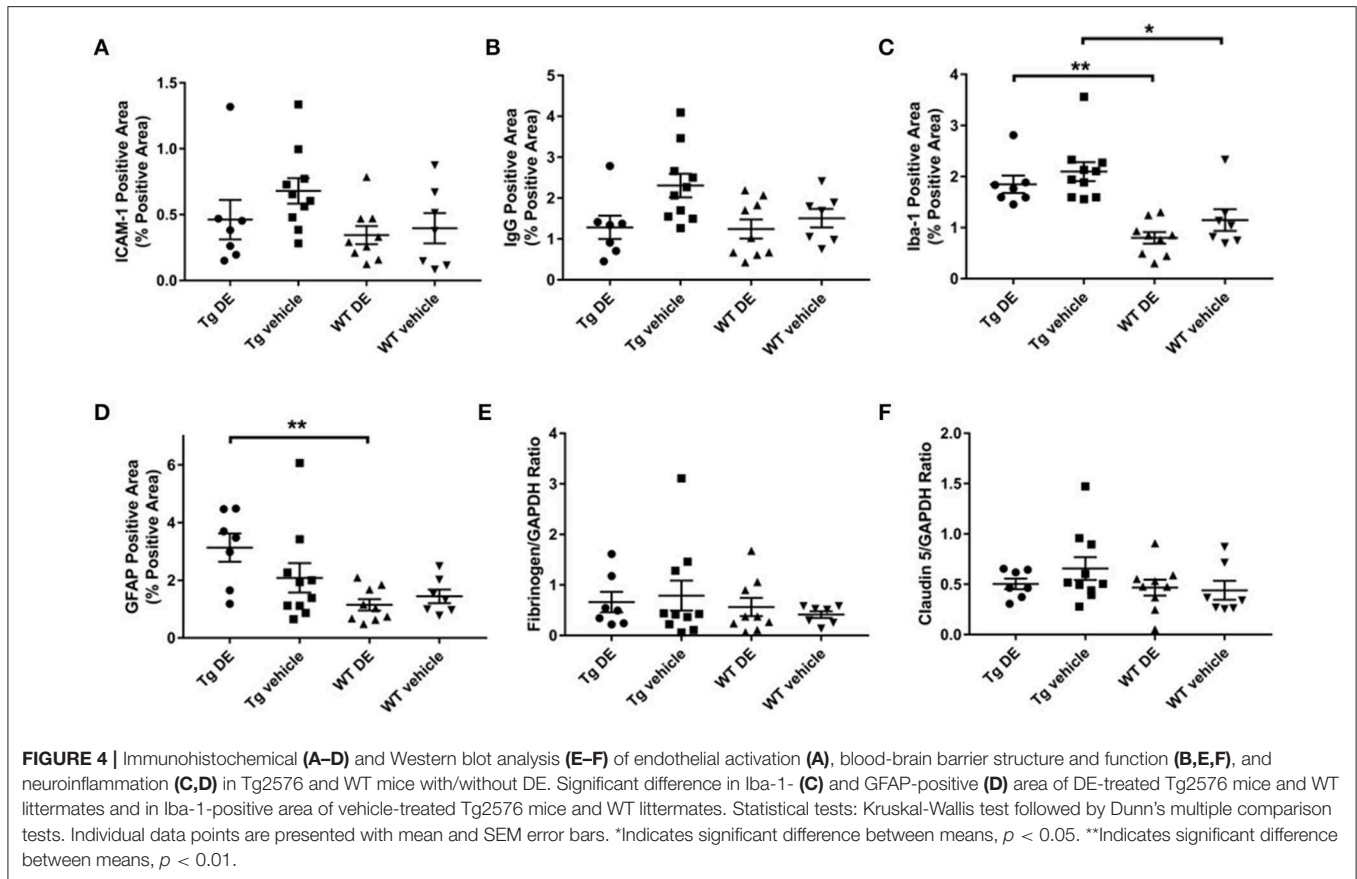 A
ICAM-1 Positive Area
(% Positive Area)
1.5
1.0
0.5
0.0
Tg DE
Tg vehicle
WT DE
WT vehicle
B
IgG Positive Area
(% Positive Area)
5
4
3
2
1
0
Tg DE
Tg vehicle
WT DE
WT vehicle
C
*
**
Iba-1 Positive Area
(% Positive Area)
4
3
2
1
0
Tg DE
Tg vehicle
WT DE
WT vehicle
D
**
GFAP Positive Area
(% Positive Area)
6
4
2
0
Tg DE
Tg vehicle
WT DE
WT vehicle
E
Fibrinogen/GAPDH Ratio
4
3
2
1
0
Tg DE
Tg vehicle
WT DE
WT vehicle
F
Claudin 5/GAPDH Ratio
2.0
1.5
1.0
0.5
0.0
Tg DE
Tg vehicle
WT DE
WT vehicle
FIGURE 4 | Immunohistochemical (A–D) and Western blot analysis (E–F) of endothelial activation (A), blood-brain barrier structure and function (B,E,F), and
neuroinflammation (C,D) in Tg2576 and WT mice with/without DE. Significant difference in Iba-1- (C) and GFAP-positive (D) area of DE-treated Tg2576 mice and WT
littermates and in Iba-1-positive area of vehicle-treated Tg2576 mice and WT littermates. Statistical tests: Kruskal-Wallis test followed by Dunn's multiple comparison
tests. Individual data points are presented with mean and SEM error bars. *Indicates significant difference between means, p < 0.05. **Indicates significant difference
between means, p < 0.01.